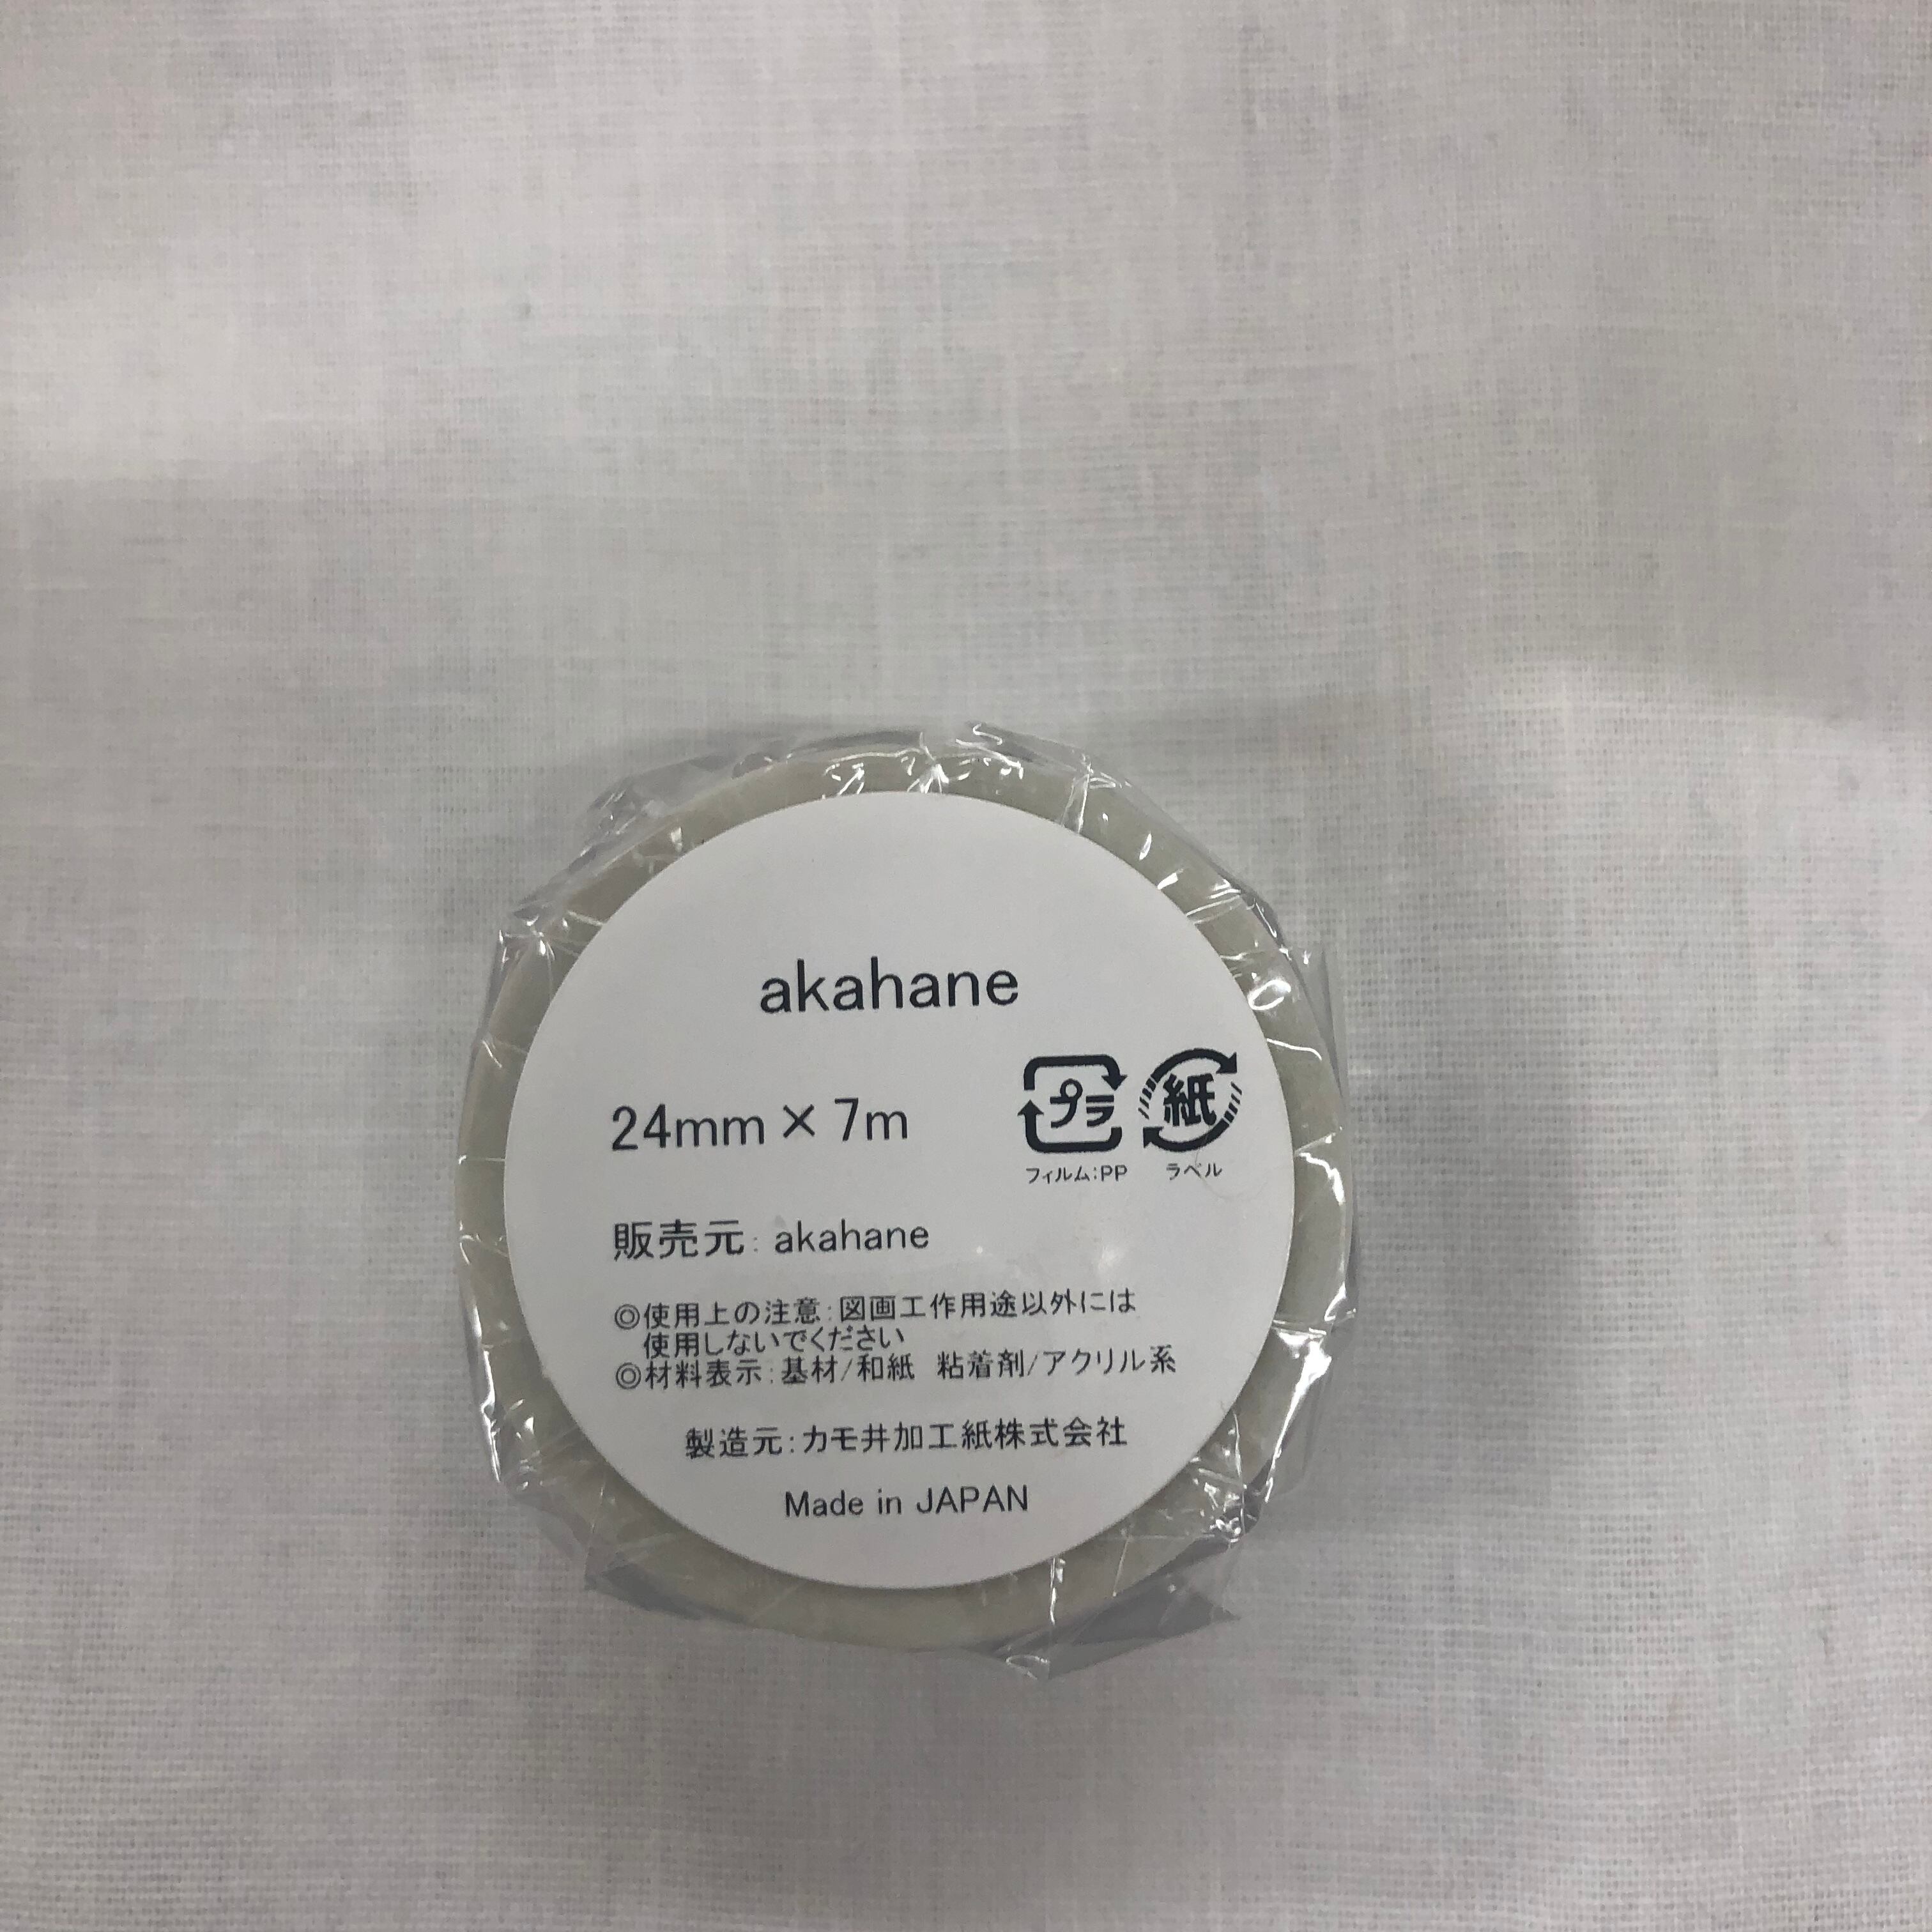 akahane
24mm×7m
プラ 紙
フィルム:PP ラベル
販売元: akahane
◎使用上の注意:図画工作用途以外には
使用しないでください
◎材料表示:基材/和紙 粘着剤/アクリル系
製造元:カモ井加工紙株式会社
Made in JAPAN